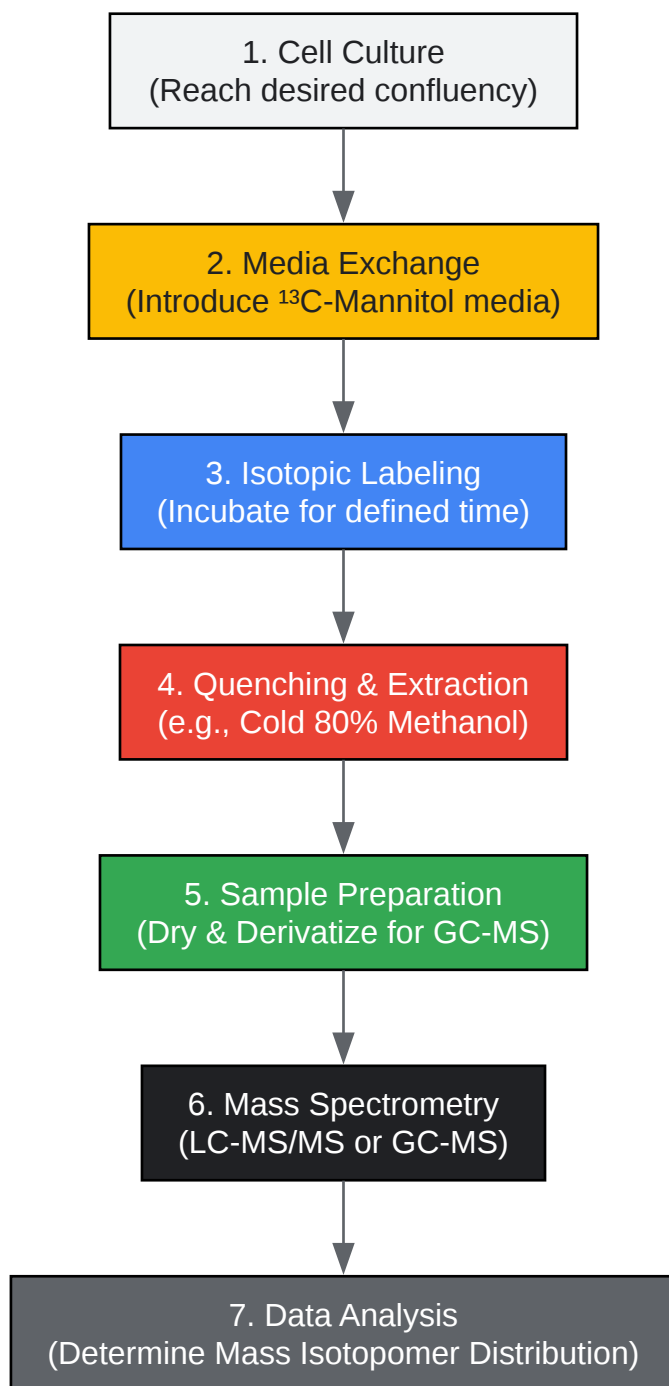 1. Cell Culture
(Reach desired confluency)
2. Media Exchange
(Introduce ¹³C-Mannitol media)
3. Isotopic Labeling
(Incubate for defined time)
4. Quenching & Extraction
(e.g., Cold 80% Methanol)
5. Sample Preparation
(Dry & Derivatize for GC-MS)
6. Mass Spectrometry
(LC-MS/MS or GC-MS)
7. Data Analysis
(Determine Mass Isotopomer Distribution)